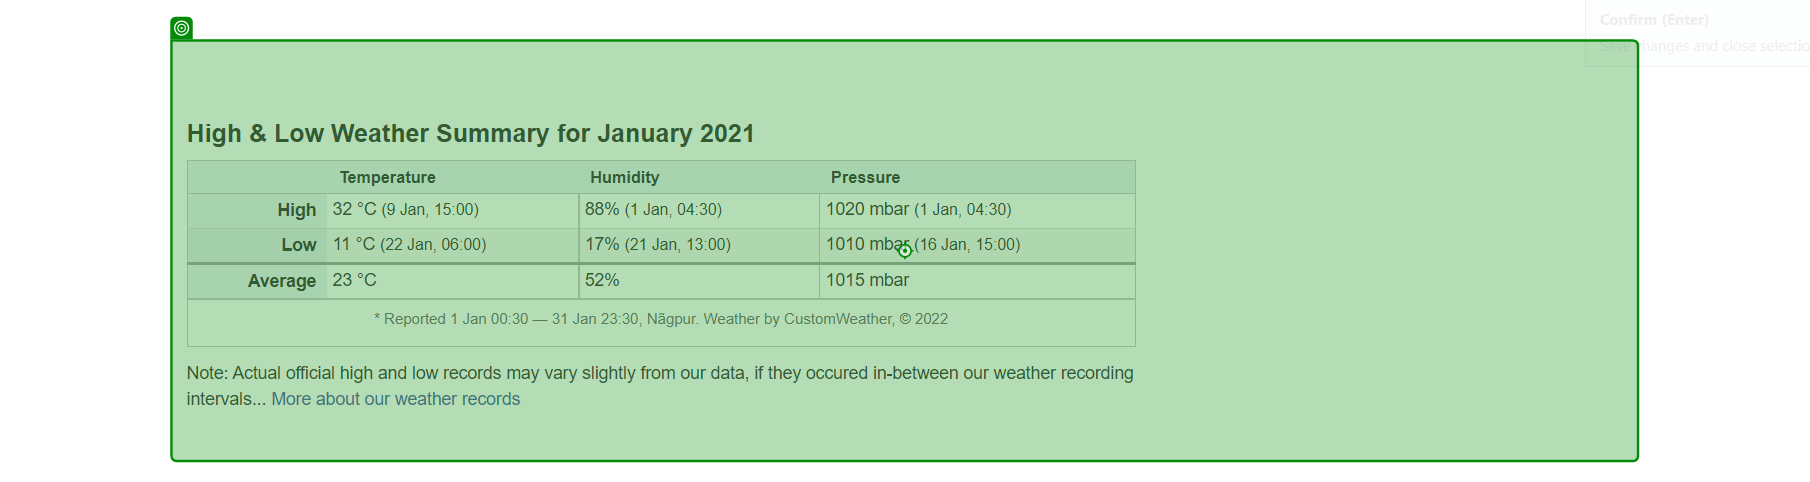 Confirm (Enter)
Save changes and close selectio
High & Low Weather Summary for January 2021
Temperature Humidity Pressure
High 32 °C (9 Jan, 15:00) 88% (1 Jan, 04:30) 1020 mbar (1 Jan, 04:30)
Low 11 °C (22 Jan, 06:00) 17% (21 Jan, 13:00) 1010 mbar (16 Jan, 15:00)
Average 23 °C 52% 1015 mbar
* Reported 1 Jan 00:30 — 31 Jan 23:30, Nãgpur. Weather by CustomWeather, © 2022
Note: Actual official high and low records may vary slightly from our data, if they occured in-between our weather recording
intervals... More about our weather records